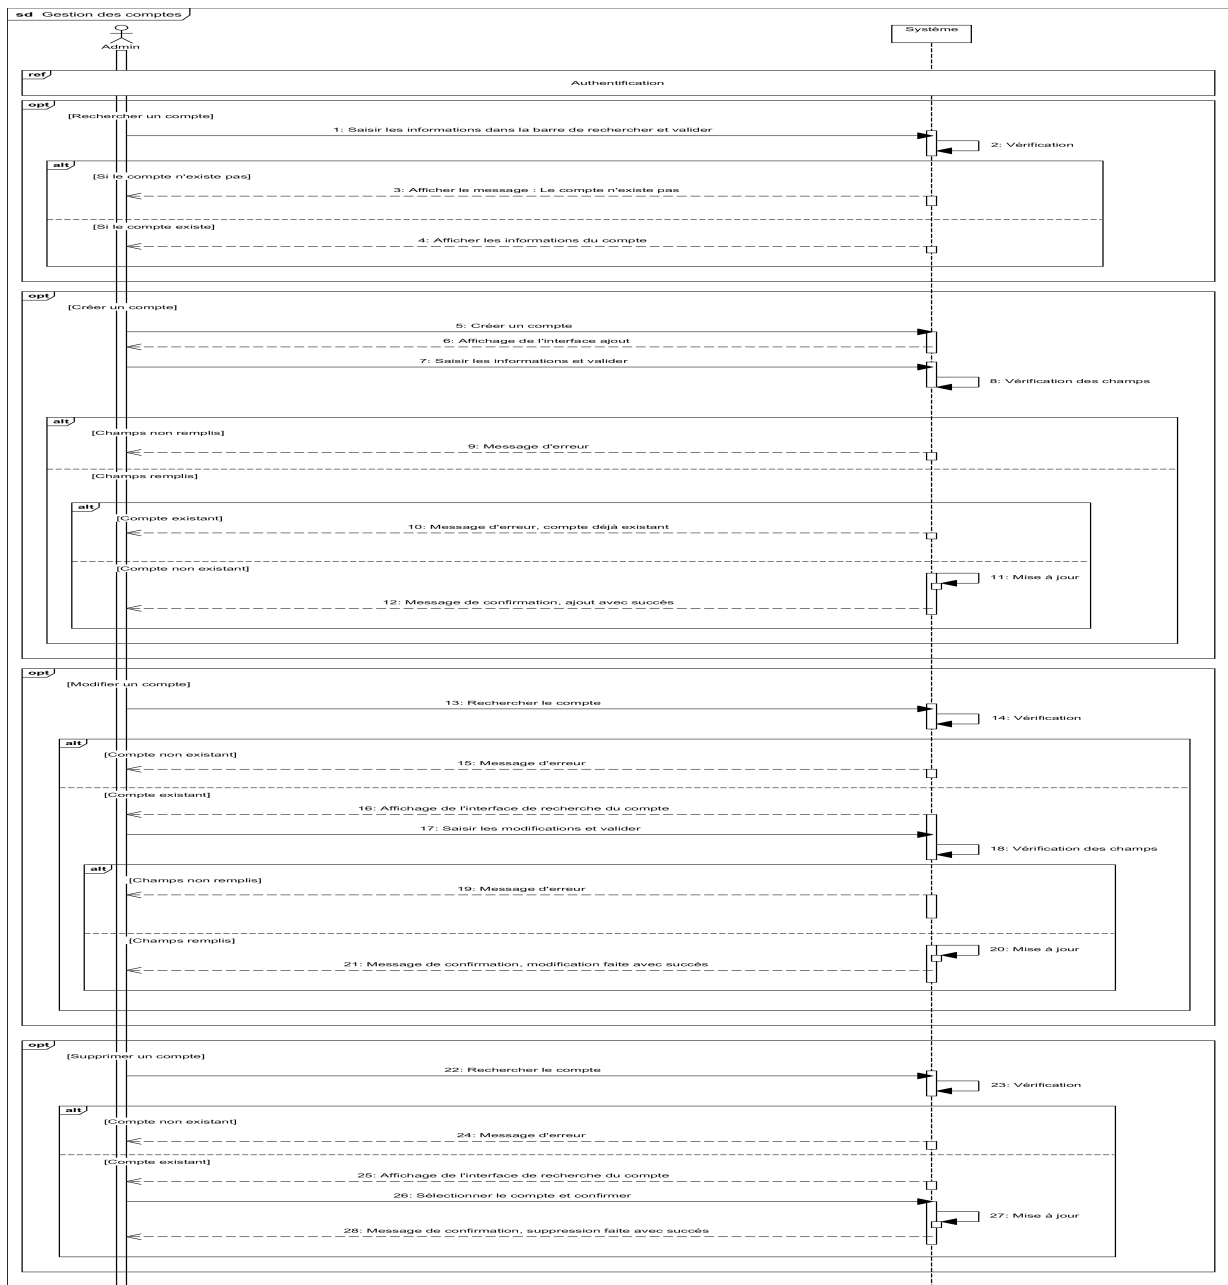 sd Gestion des comptes
Admin
Système
ref
Authentification
opt
[Rechercher un compte]
1: Saisir les informations dans la barre de rechercher et valider
2: Vérification
alt
[Si le compte n'existe pas]
3: Afficher le message : Le compte n'existe pas
[Si le compte existe]
4: Afficher les informations du compte
opt
[Créer un compte]
5: Créer un compte
6: Affichage de l'interface ajout
7: Saisir les informations et valider
8: Vérification des champs
alt
[Champs non remplis]
9: Message d'erreur
[Champs remplis]
alt
[Compte existant]
10: Message d'erreur, compte déjà existant
[Compte non existant]
11: Mise à jour
12: Message de confirmation, ajout avec succès
opt
[Modifier un compte]
13: Rechercher le compte
14: Vérification
alt
[Compte non existant]
15: Message d'erreur
[Compte existant]
16: Affichage de l'interface de recherche du compte
17: Saisir les modifications et valider
18: Vérification des champs
alt
[Champs non remplis]
19: Message d'erreur
[Champs remplis]
20: Mise à jour
21: Message de confirmation, modification faite avec succès
opt
[Supprimer un compte]
22: Rechercher le compte
23: Vérification
alt
[Compte non existant]
24: Message d'erreur
[Compte existant]
25: Affichage de l'interface de recherche du compte
26: Sélectionner le compte et confirmer
27: Mise à jour
28: Message de confirmation, suppression faite avec succès